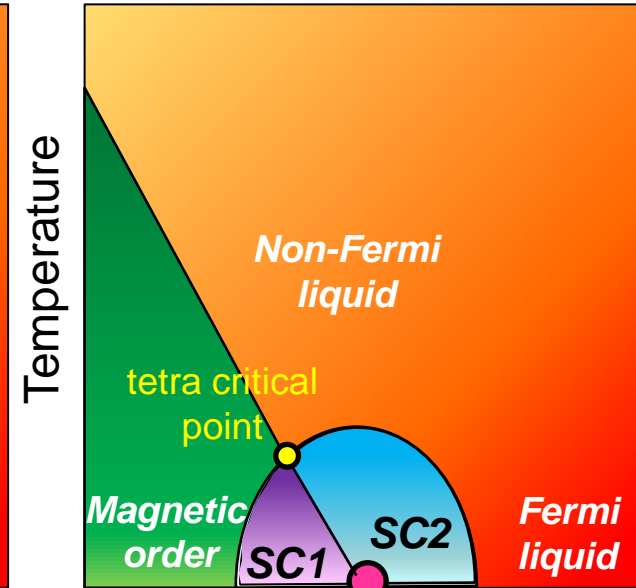 Temperature
Non-Fermi
liquid
tetra critical
point
Magnetic
order
SC1
SC2
Fermi
liquid